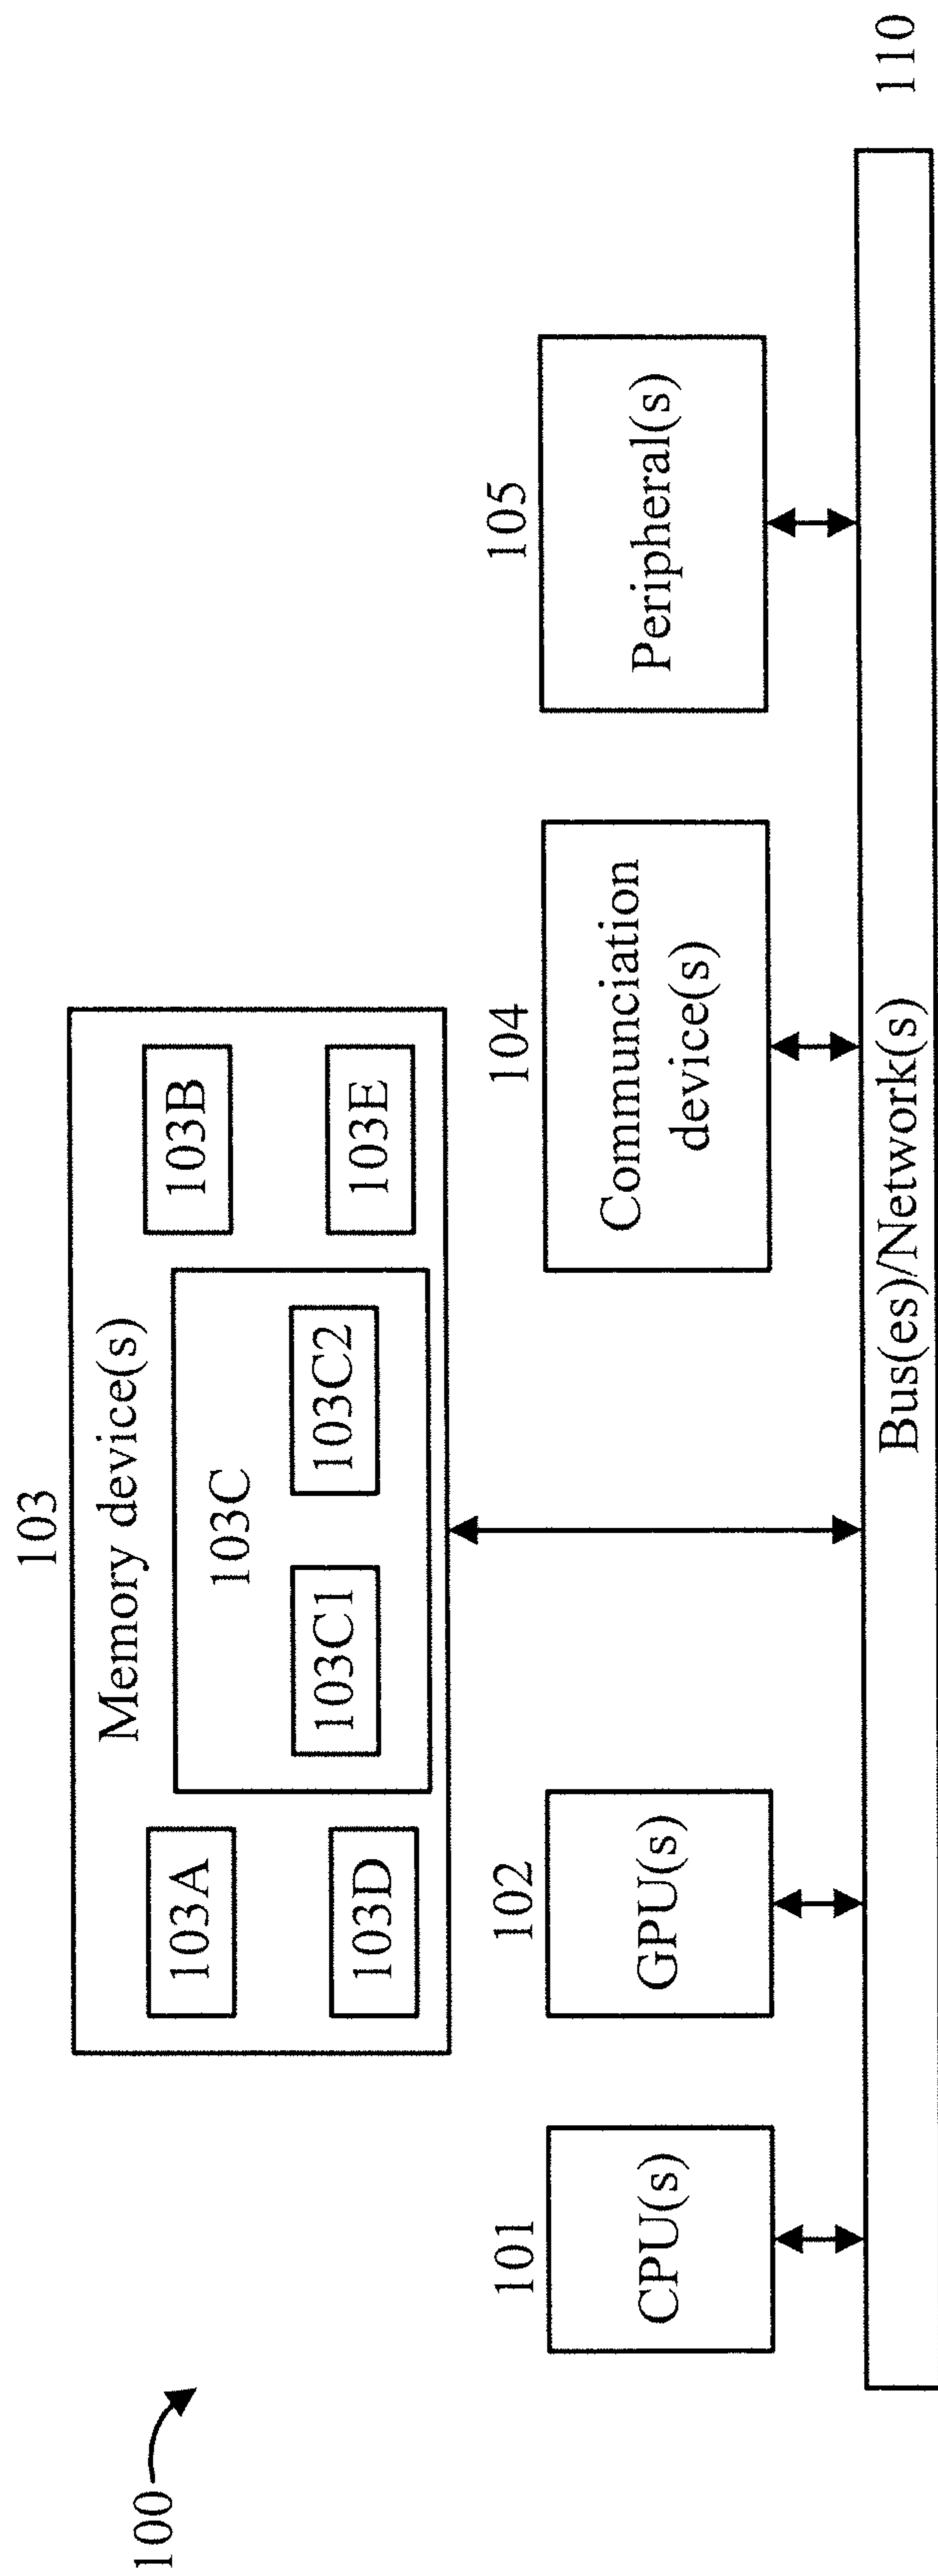 100
103
Memory device(s)
103A
103B
103C
103C1
103C2
103D
103E
101
CPU(s)
102
GPU(s)
104
Communciation
device(s)
105
Peripheral(s)
Bus(es)/Network(s)
110